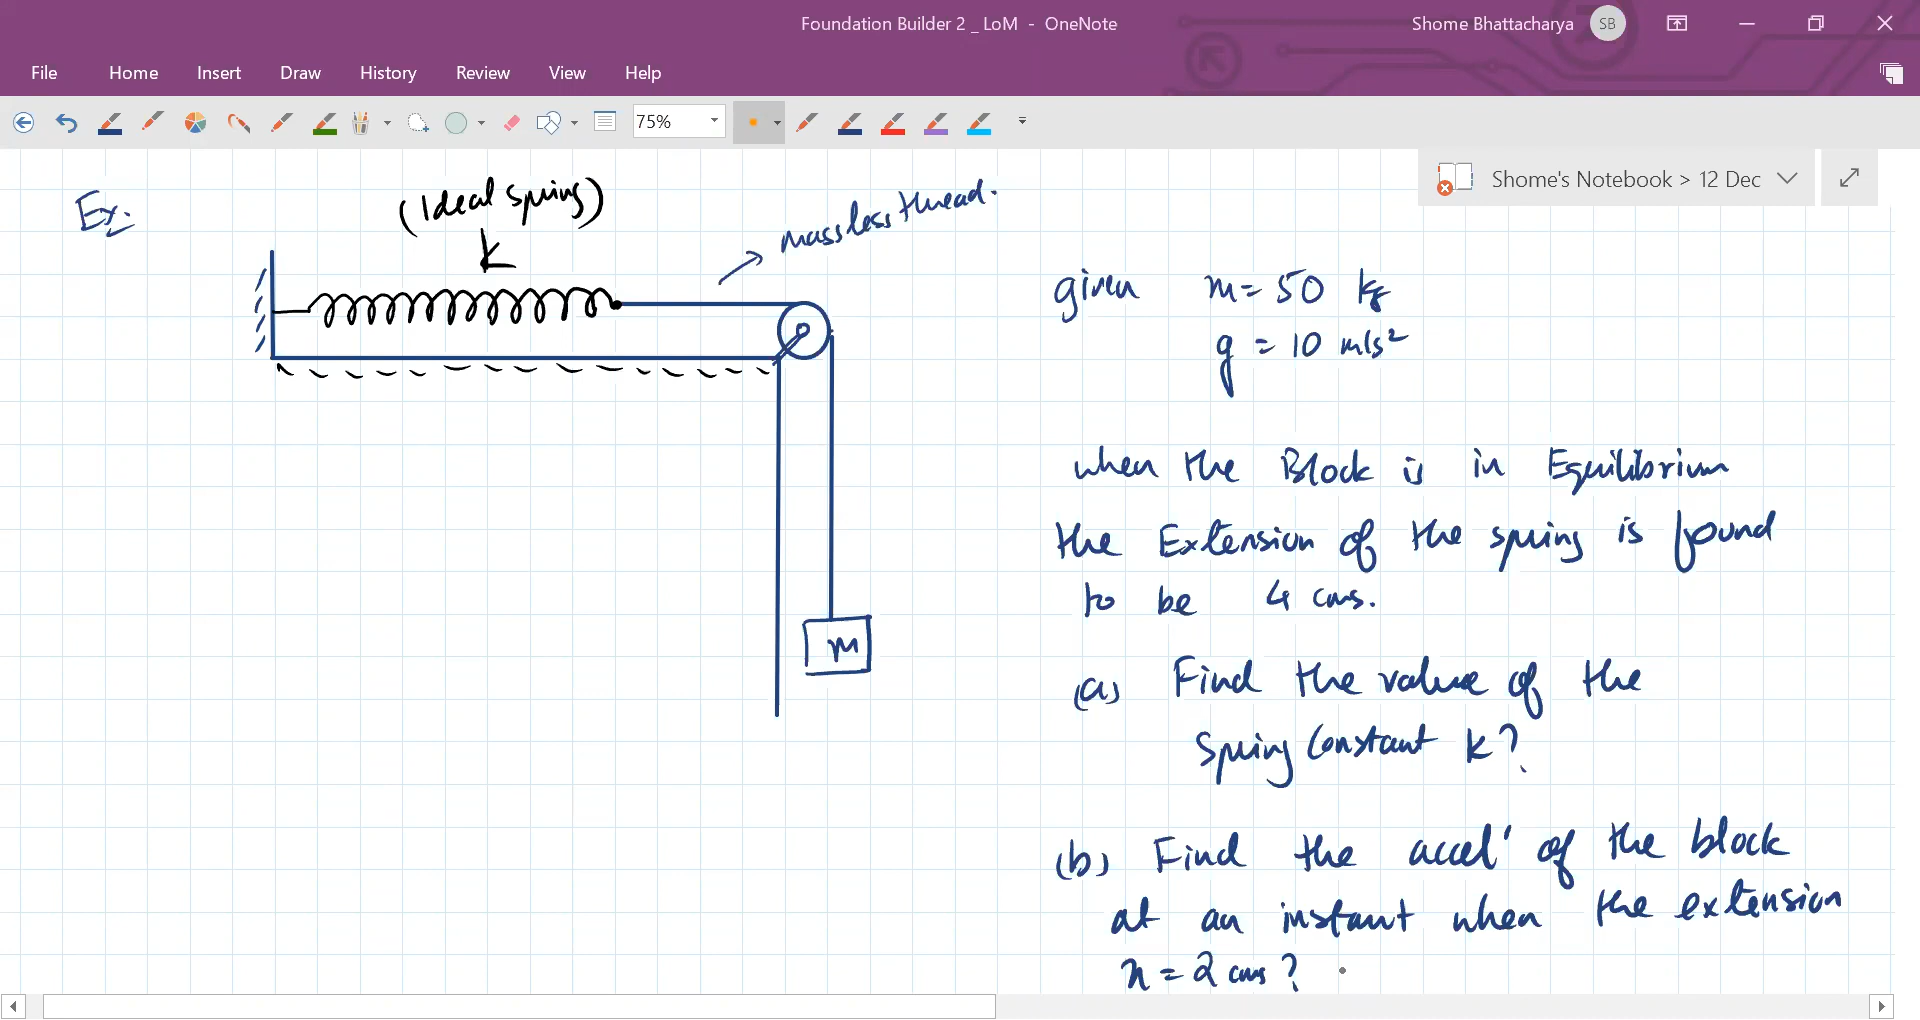 Foundation Builder 2 _ LoM - OneNote
Shome Bhattacharya SB
File Home Insert Draw History Review View Help
75%
Shome's Notebook > 12 Dec
Ex:
(Ideal spring)
k
massless thread.
m
given m = 50 kg
g = 10 m/s²
when the Block is in Equilibrium
the Extension of the spring is found
to be 4 cms.
(a) Find the value of the
Spring Constant k?
(b) Find the accel' of the block
at an instant when the extension
x = 2 cms?